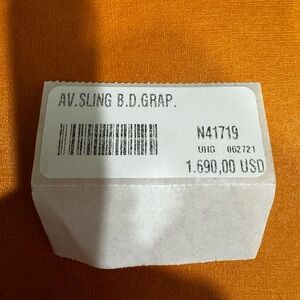 AV.SLING B.D.GRAP.
N41719
UHG 062721
1.690,00 USD